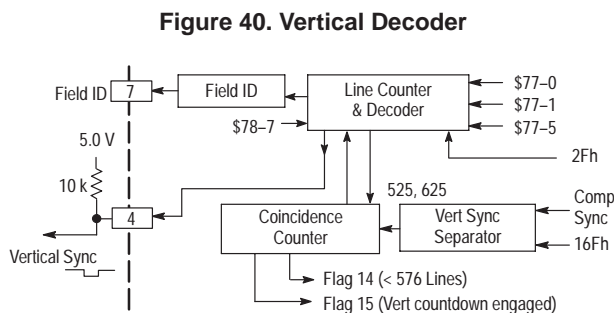 Figure 40. Vertical Decoder
Field ID
7
Field ID
Line Counter
& Decoder
$77–0
$77–1
$77–5
$78–7
5.0 V
2Fh
10 k
4
525, 625
Coincidence
Counter
Vert Sync
Separator
Comp
Sync
16Fh
Vertical Sync
Flag 14 (< 576 Lines)
Flag 15 (Vert countdown engaged)